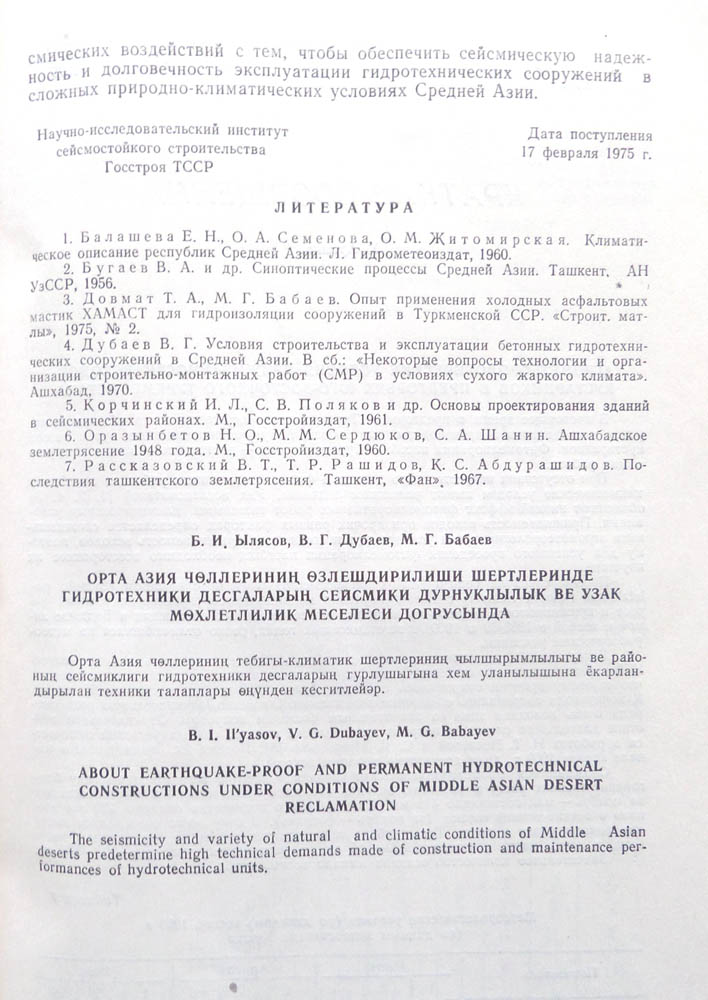 смических воздействий с тем, чтобы обеспечить сейсмическую надеж-
ность и долговечность эксплуатации гидротехнических сооружений в
сложных природно-климатических условиях Средней Азии.
Научно-исследовательский институт
сейсмостойкого строительства
Госстроя ТССР
Дата поступления
17 февраля 1975 г.
ЛИТЕРАТУРА
1. Балашева Е. Н., О. А. Семенова, О. М. Житомирская. Климати-
ческое описание республик Средней Азии. Л. Гидрометеоиздат, 1960.
2. Бугаев В. А. и др. Синоптические процессы Средней Азии. Ташкент. АН
УзССР, 1956.
3. Довмат Т. А., М. Г. Бабаев. Опыт применения холодных асфальтовых
мастик ХАМАСТ для гидроизоляции сооружений в Туркменской ССР. «Строит. мат-
лы», 1975, № 2.
4. Дубаев В. Г. Условия строительства и эксплуатации бетонных гидротехни-
ческих сооружений в Средней Азии. В сб.: «Некоторые вопросы технологии и орга-
низации строительно-монтажных работ (СМР) в условиях сухого жаркого климата».
Ашхабад, 1970.
5. Қорчинский И. Л., С. В. Поляков и др. Основы проектирования зданий
в сейсмических районах. М., Госстройиздат, 1961.
6. Оразынбетов Н. О., М. М. Сердюков, С. А. Шанин. Ашхабадское
землетрясение 1948 года. М., Госстройиздат, 1960.
7. Рассказовский В. Т., Т. Р. Рашидов, Қ. С. Абдурашидов. По-
следствия ташкентского землетрясения. Ташкент, «Фан». 1967.
Б. И. Ылясов, В. Г. Дубаев, М. Г. Бабаев
ОРТА АЗИЯ ЧӨЛЛЕРИНИҢ ӨЗЛЕШДИРИЛИШИ ШЕРТЛЕРИНДЕ
ГИДРОТЕХНИКИ ДЕСГАЛАРЫҢ СЕЙСМИКИ ДУРНУҚЛЫЛЫҚ ВЕ УЗАҚ
МӨХЛЕТЛИЛИҚ МЕСЕЛЕСИ ДОГРУСЫНДА
Орта Азия чөллериниң тебигы-климатик шертлериниң чылшырымлылыгы ве райо-
ның сейсмиклиги гидротехники десгаларың гурлушыгына хем уланылышына ёкарлан-
дырылан техники талаплары өңүнден кесгитлейәр.
B. I. Il'yasov, V. G. Dubayev, M. G. Babayev
ABOUT EARTHQUAKE-PROOF AND PERMANENT HYDROTECHNICAL
CONSTRUCTIONS UNDER CONDITIONS OF MIDDLE ASIAN DESERT
RECLAMATION
The seismicity and variety of natural and climatic conditions of Middle Asian
deserts predetermine high technical demands made of construction and maintenance per-
formances of hydrotechnical units.